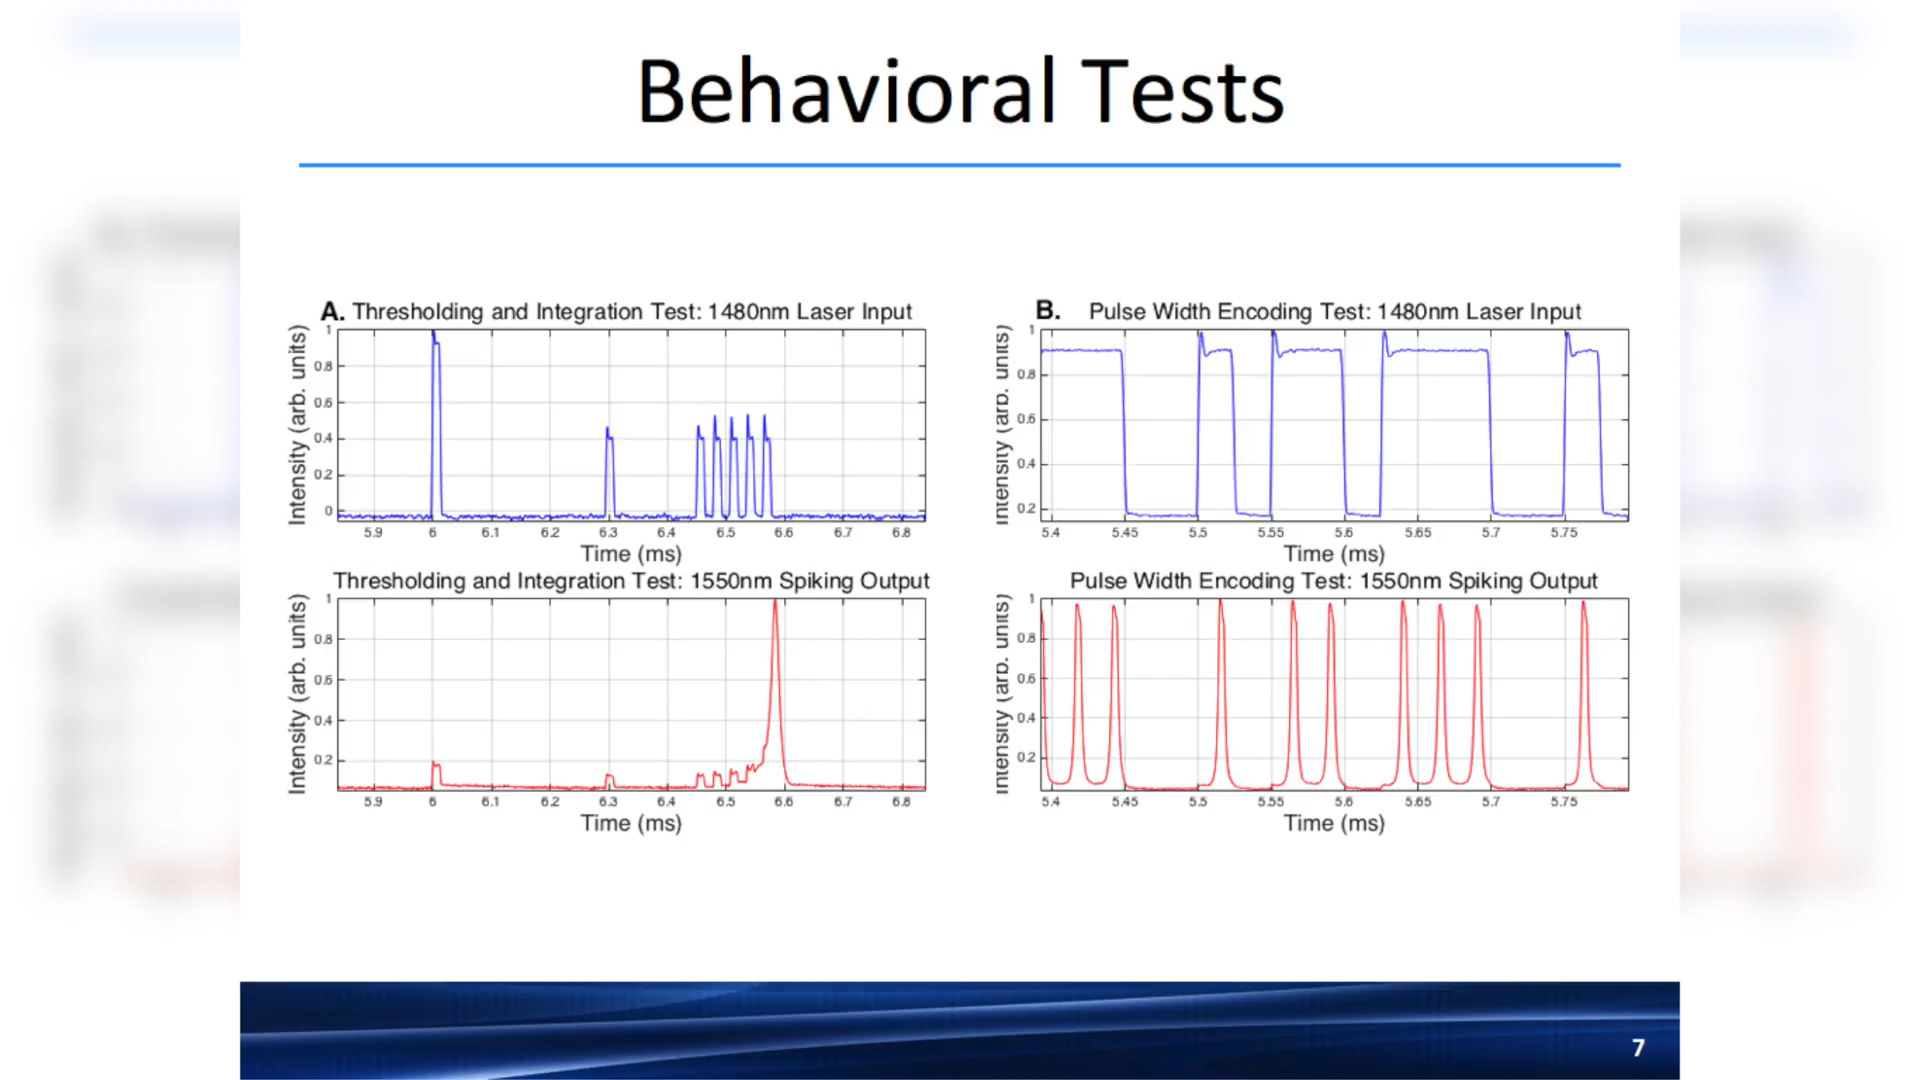 Behavioral Tests
A. Thresholding and Integration Test: 1480nm Laser Input
Intensity (arb. units)
1
0.8
0.6
0.4
0.2
0
5.9 6 6.1 6.2 6.3 6.4 6.5 6.6 6.7 6.8
Time (ms)
Thresholding and Integration Test: 1550nm Spiking Output
Intensity (arb. units)
1
0.8
0.6
0.4
0.2
5.9 6 6.1 6.2 6.3 6.4 6.5 6.6 6.7 6.8
Time (ms)
B. Pulse Width Encoding Test: 1480nm Laser Input
Intensity (arb. units)
1
0.8
0.6
0.4
0.2
5.4 5.45 5.5 5.55 5.6 5.65 5.7 5.75
Time (ms)
Pulse Width Encoding Test: 1550nm Spiking Output
Intensity (arb. units)
1
0.8
0.6
0.4
0.2
5.4 5.45 5.5 5.55 5.6 5.65 5.7 5.75
Time (ms)
7